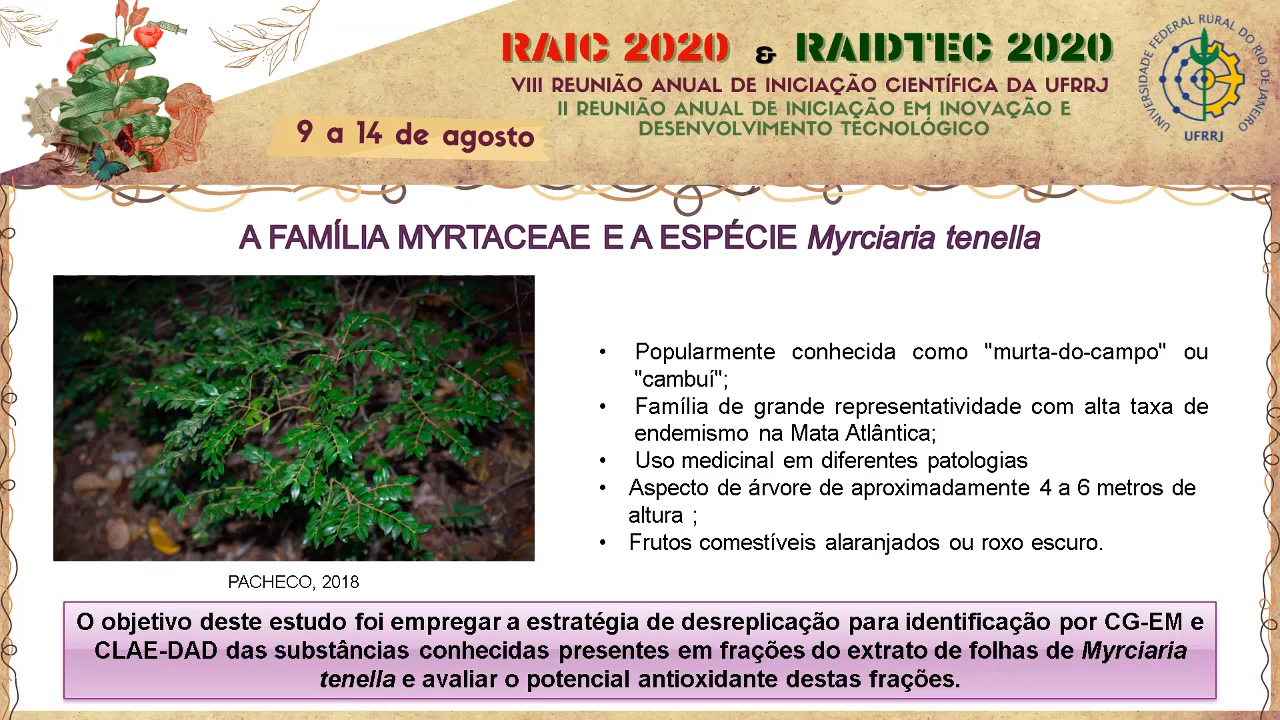 RAIC 2020 & RAIDTEC 2020
VIII REUNIÃO ANUAL DE INICIAÇÃO CIENTÍFICA DA UFRRJ
II REUNIÃO ANUAL DE INICIAÇÃO EM INOVAÇÃO E
DESENVOLVIMENTO TECNOLÓGICO
9 a 14 de agosto
UNIVERSIDADE FEDERAL RURAL DO RIO DE JANEIRO
UFRRJ
A FAMÍLIA MYRTACEAE E A ESPÉCIE Myrciaria tenella
• Popularmente conhecida como "murta-do-campo" ou
"cambuí";
• Família de grande representatividade com alta taxa de
endemismo na Mata Atlântica;
• Uso medicinal em diferentes patologias
• Aspecto de árvore de aproximadamente 4 a 6 metros de
altura ;
• Frutos comestíveis alaranjados ou roxo escuro.
PACHECO, 2018
O objetivo deste estudo foi empregar a estratégia de desreplicação para identificação por CG-EM e
CLAE-DAD das substâncias conhecidas presentes em frações do extrato de folhas de Myrciaria
tenella e avaliar o potencial antioxidante destas frações.